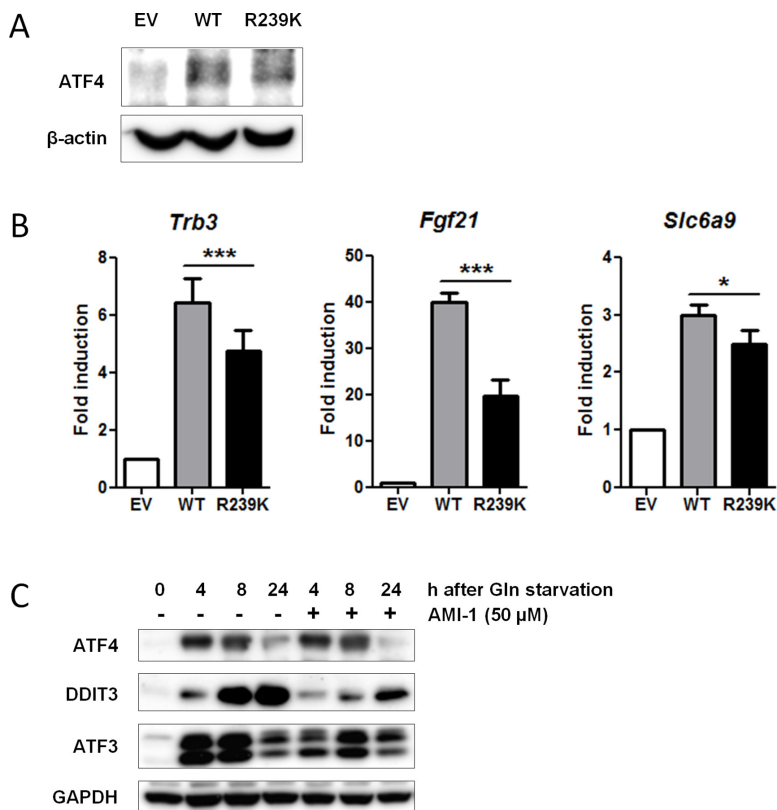 A
EV WT R239K
ATF4
β-actin
B
Trb3 Fgf21 Slc6a9
*** *** *
Fold induction Fold induction Fold induction
8 50 4
6 40 3
4 30 2
2 20 1
0 10 0
0
EV WT R239K EV WT R239K EV WT R239K
C
0 4 8 24 4 8 24 h after Gln starvation
- - - - + + + AMI-1 (50 μM)
ATF4
DDIT3
ATF3
GAPDH